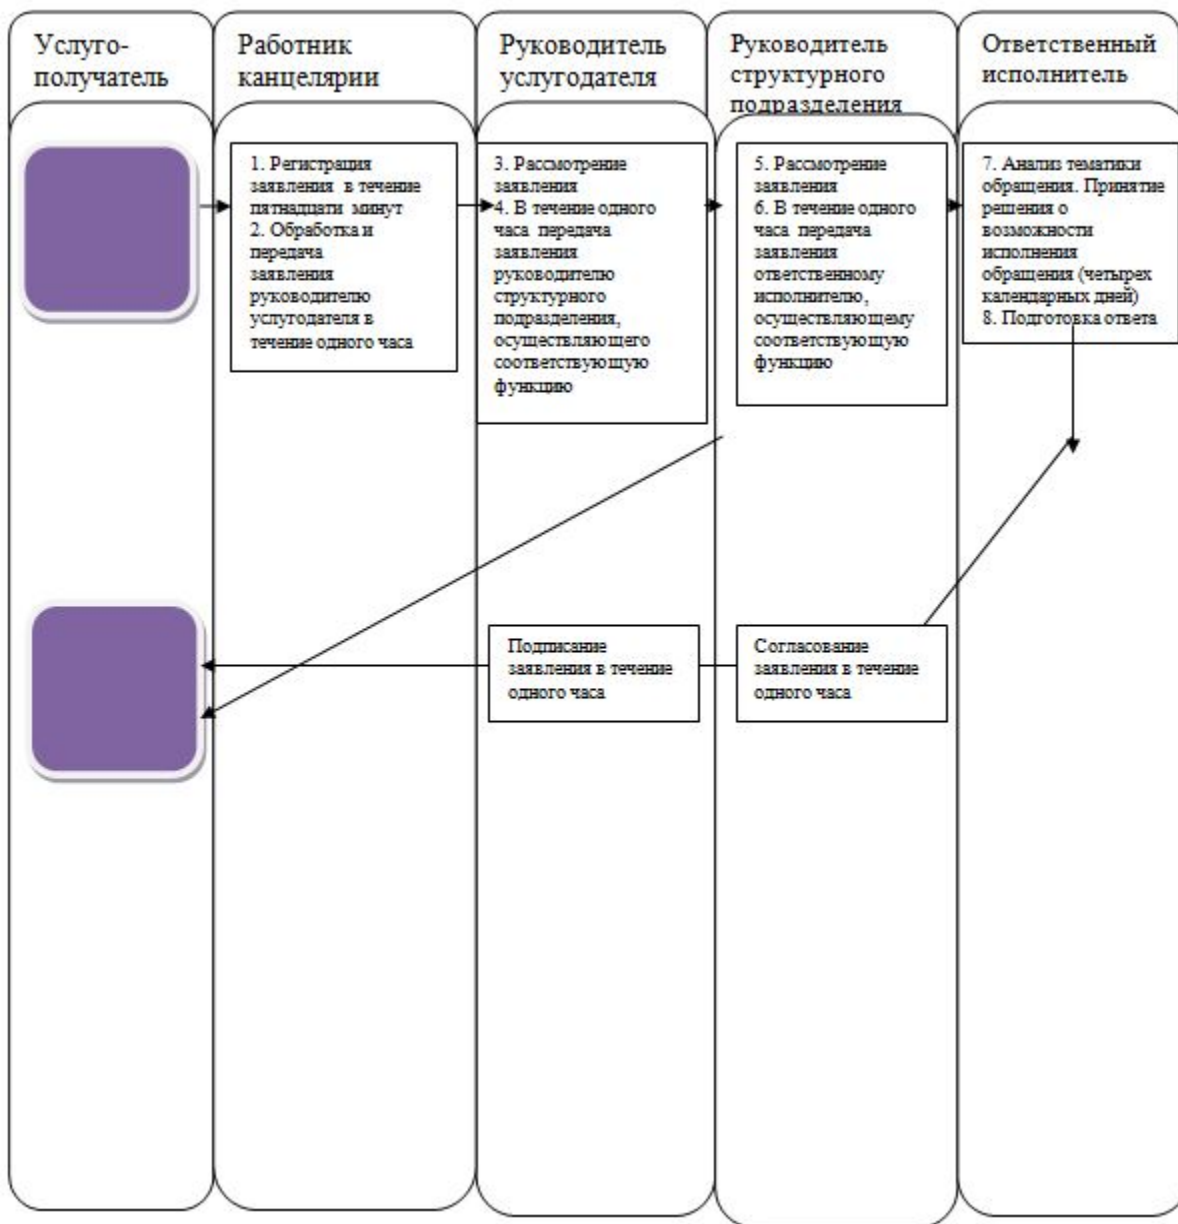 Услуго-
получатель
Работник
канцелярии
Руководитель
услугодателя
Руководитель
структурного
подразделения
Ответственный
исполнитель
1. Регистрация
заявления в течение
пятнадцати минут
2. Обработка и
передача
заявления
руководителю
услугодателя в
течение одного часа
3. Рассмотрение
заявления
4. В течение одного
часа передача
заявления
руководителю
структурного
подразделения,
осуществляющего
соответствующую
функцию
5. Рассмотрение
заявления
6. В течение одного
часа передача
заявления
ответственному
исполнителю,
осуществляющему
соответствующую
функцию
7. Анализ тематики
обращения. Принятие
решения о
возможности
исполнения
обращения (четырех
календарных дней)
8. Подготовка ответа
Подписание
заявления в течение
одного часа
Согласование
заявления в течение
одного часа